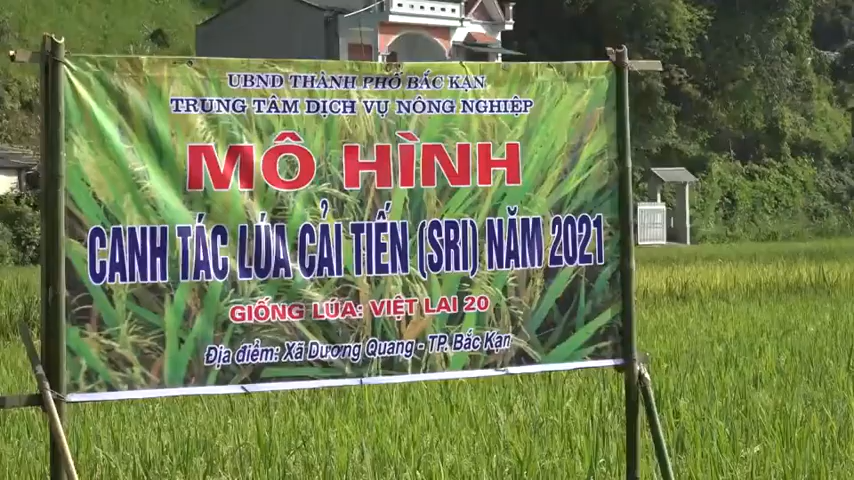 UBND THÀNH PHỐ BẮC KẠN
TRUNG TÂM DỊCH VỤ NÔNG NGHIỆP
MÔ HÌNH
CANH TÁC LÚA CẢI TIẾN (SRI) NĂM 2021
GIỐNG LÚA: VIỆT LAI 20
Địa điểm: Xã Dương Quang - TP. Bắc Kạn